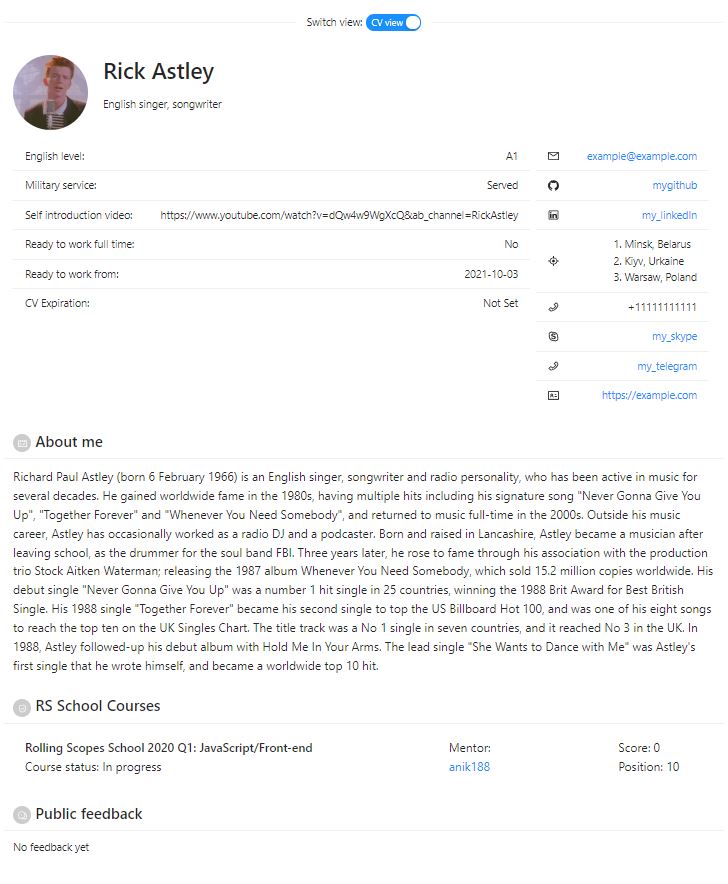 Switch view: CV view
Rick Astley
English singer, songwriter
English level: A1
Military service: Served
Self introduction video: https://www.youtube.com/watch?v=dQw4w9WgXcQ&ab_channel=RickAstley
Ready to work full time: No
Ready to work from: 2021-10-03
CV Expiration: Not Set
example@example.com
mygithub
my_linkedIn
1. Minsk, Belarus
2. Kiyv, Urkaine
3. Warsaw, Poland
+11111111111
my_skype
my_telegram
https://example.com
About me
Richard Paul Astley (born 6 February 1966) is an English singer, songwriter and radio personality, who has been active in music for
several decades. He gained worldwide fame in the 1980s, having multiple hits including his signature song "Never Gonna Give You
Up", "Together Forever" and "Whenever You Need Somebody", and returned to music full-time in the 2000s. Outside his music
career, Astley has occasionally worked as a radio DJ and a podcaster. Born and raised in Lancashire, Astley became a musician after
leaving school, as the drummer for the soul band FBI. Three years later, he rose to fame through his association with the production
trio Stock Aitken Waterman; releasing the 1987 album Whenever You Need Somebody, which sold 15.2 million copies worldwide. His
debut single "Never Gonna Give You Up" was a number 1 hit single in 25 countries, winning the 1988 Brit Award for Best British
Single. His 1988 single "Together Forever" became his second single to top the US Billboard Hot 100, and was one of his eight songs
to reach the top ten on the UK Singles Chart. The title track was a No 1 single in seven countries, and it reached No 3 in the UK. In
1988, Astley followed-up his debut album with Hold Me In Your Arms. The lead single "She Wants to Dance with Me" was Astley's
first single that he wrote himself, and became a worldwide top 10 hit.
RS School Courses
Rolling Scopes School 2020 Q1: JavaScript/Front-end Mentor: Score: 0
Course status: In progress anik188 Position: 10
Public feedback
No feedback yet